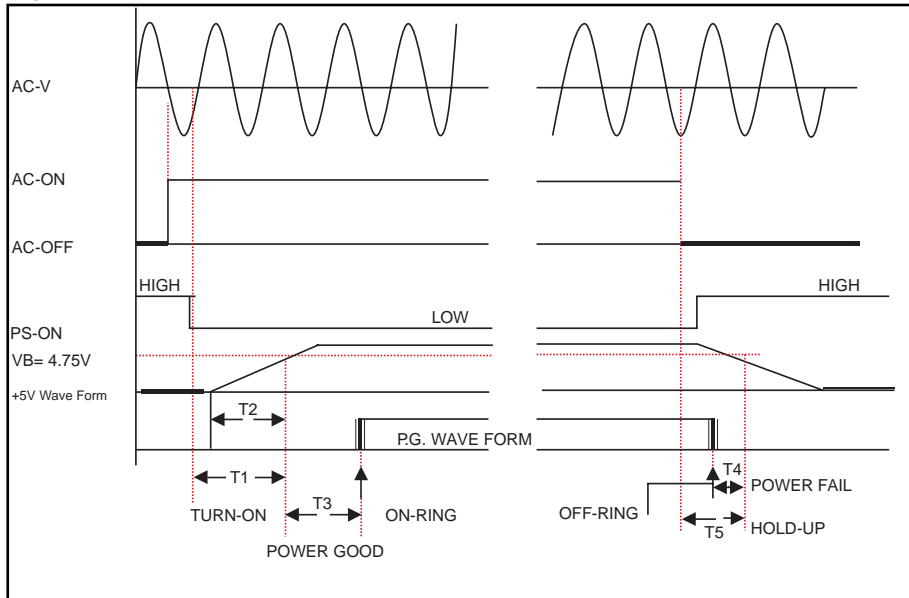 AC-V
AC-ON
AC-OFF
HIGH
HIGH
LOW
PS-ON
VB= 4.75V
+5V Wave Form
T2
P.G. WAVE FORM
T1
T4
POWER FAIL
TURN-ON
T3
ON-RING
OFF-RING
T5
HOLD-UP
POWER GOOD